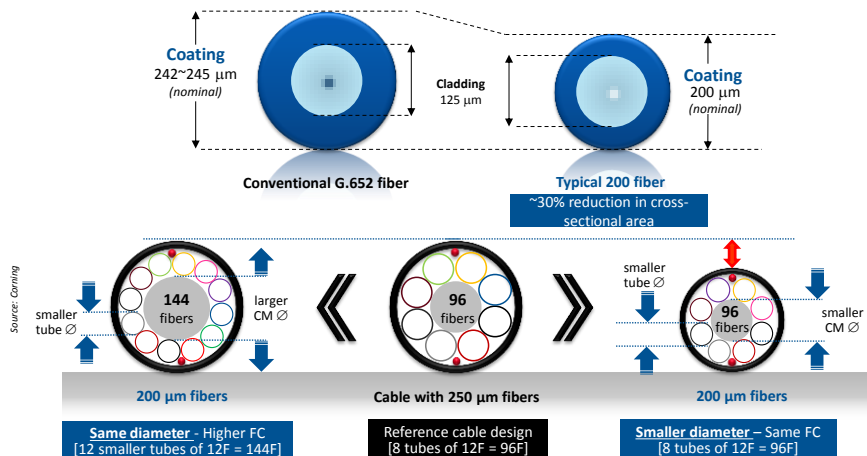 Coating
242~245 µm
(nominal)
Cladding
125 µm
Coating
200 µm
(nominal)
Conventional G.652 fiber
Typical 200 fiber
~30% reduction in cross-
sectional area
Source: Corning
smaller
tube ∅
144
fibers
larger
CM ∅
96
fibers
smaller
tube ∅
96
fibers
smaller
CM ∅
200 µm fibers
Cable with 250 µm fibers
200 µm fibers
Same diameter - Higher FC
[12 smaller tubes of 12F = 144F]
Reference cable design
[8 tubes of 12F = 96F]
Smaller diameter – Same FC
[8 tubes of 12F = 96F]